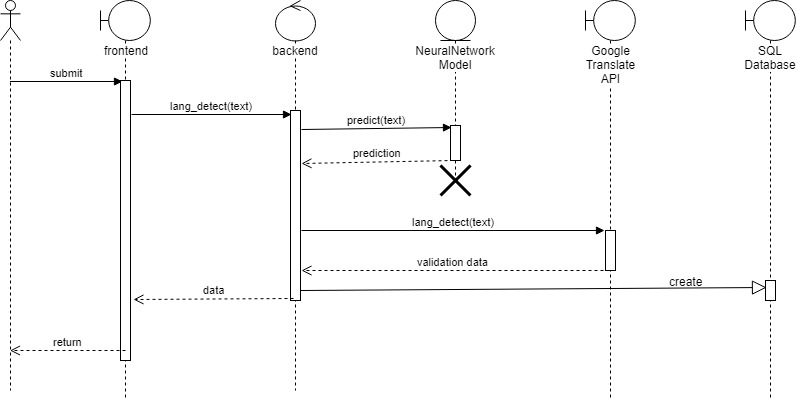 frontend
backend
NeuralNetwork
Model
Google
Translate
API
SQL
Database
submit
lang_detect(text)
predict(text)
prediction
lang_detect(text)
validation data
create
data
return